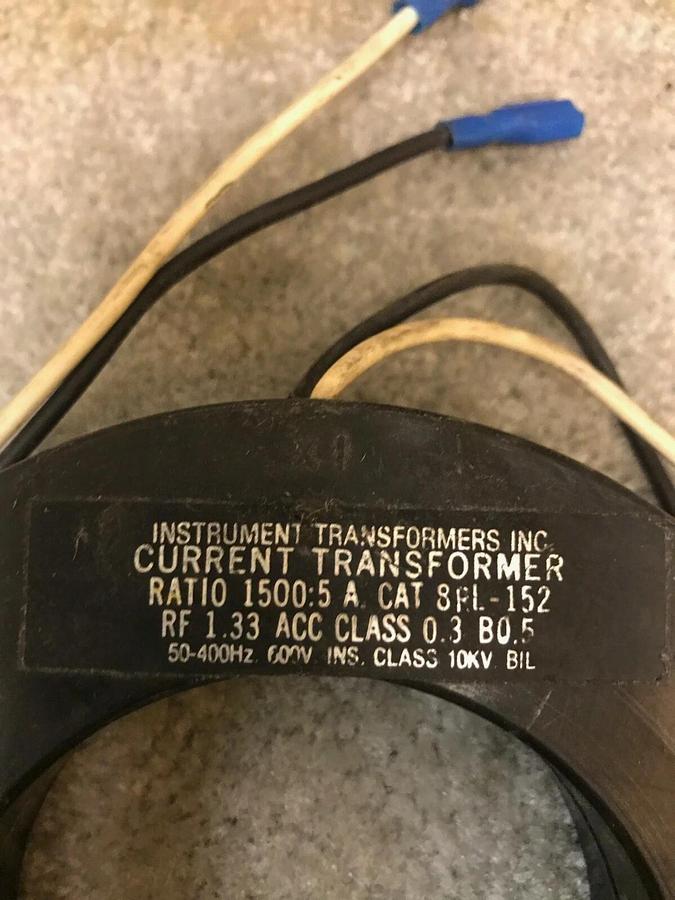 INSTRUMENT TRANSFORMERS INC.
CURRENT TRANSFORMER
RATIO 1500:5 A. CAT 8RL-152
RF 1.33 ACC CLASS 0.3 B0.5
50-400Hz. 600V. INS. CLASS 10KV BIL